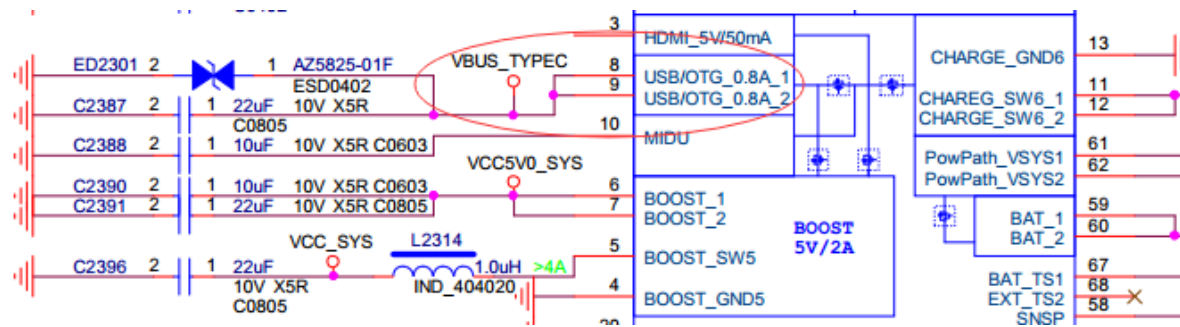 3
HDMI_5V/50mA
13
CHARGE_GND6
ED2301 2 1 AZ5825-01F
ESD0402
VBUS_TYPEC
8
USB/OTG_0.8A_1
9
USB/OTG_0.8A_2
11
CHAREG_SW6_1
12
CHARGE_SW6_2
C2387 2 1 22uF 10V X5R
C0805
10
MIDU
C2388 2 1 10uF 10V X5R C0603
VCC5V0_SYS
61
PowPath_VSYS1
62
PowPath_VSYS2
C2390 2 1 10uF 10V X5R C0603
C2391 2 1 22uF 10V X5R C0805
6
BOOST_1
7
BOOST_2
BOOST
5V/2A
59
BAT_1
60
BAT_2
VCC_SYS
L2314
5
BOOST_SW5
C2396 2 1 22uF
10V X5R
C0805
1.0uH >4A
IND_404020
4
BOOST_GND5
67
BAT_TS1
68
EXT_TS2
58
SNSP